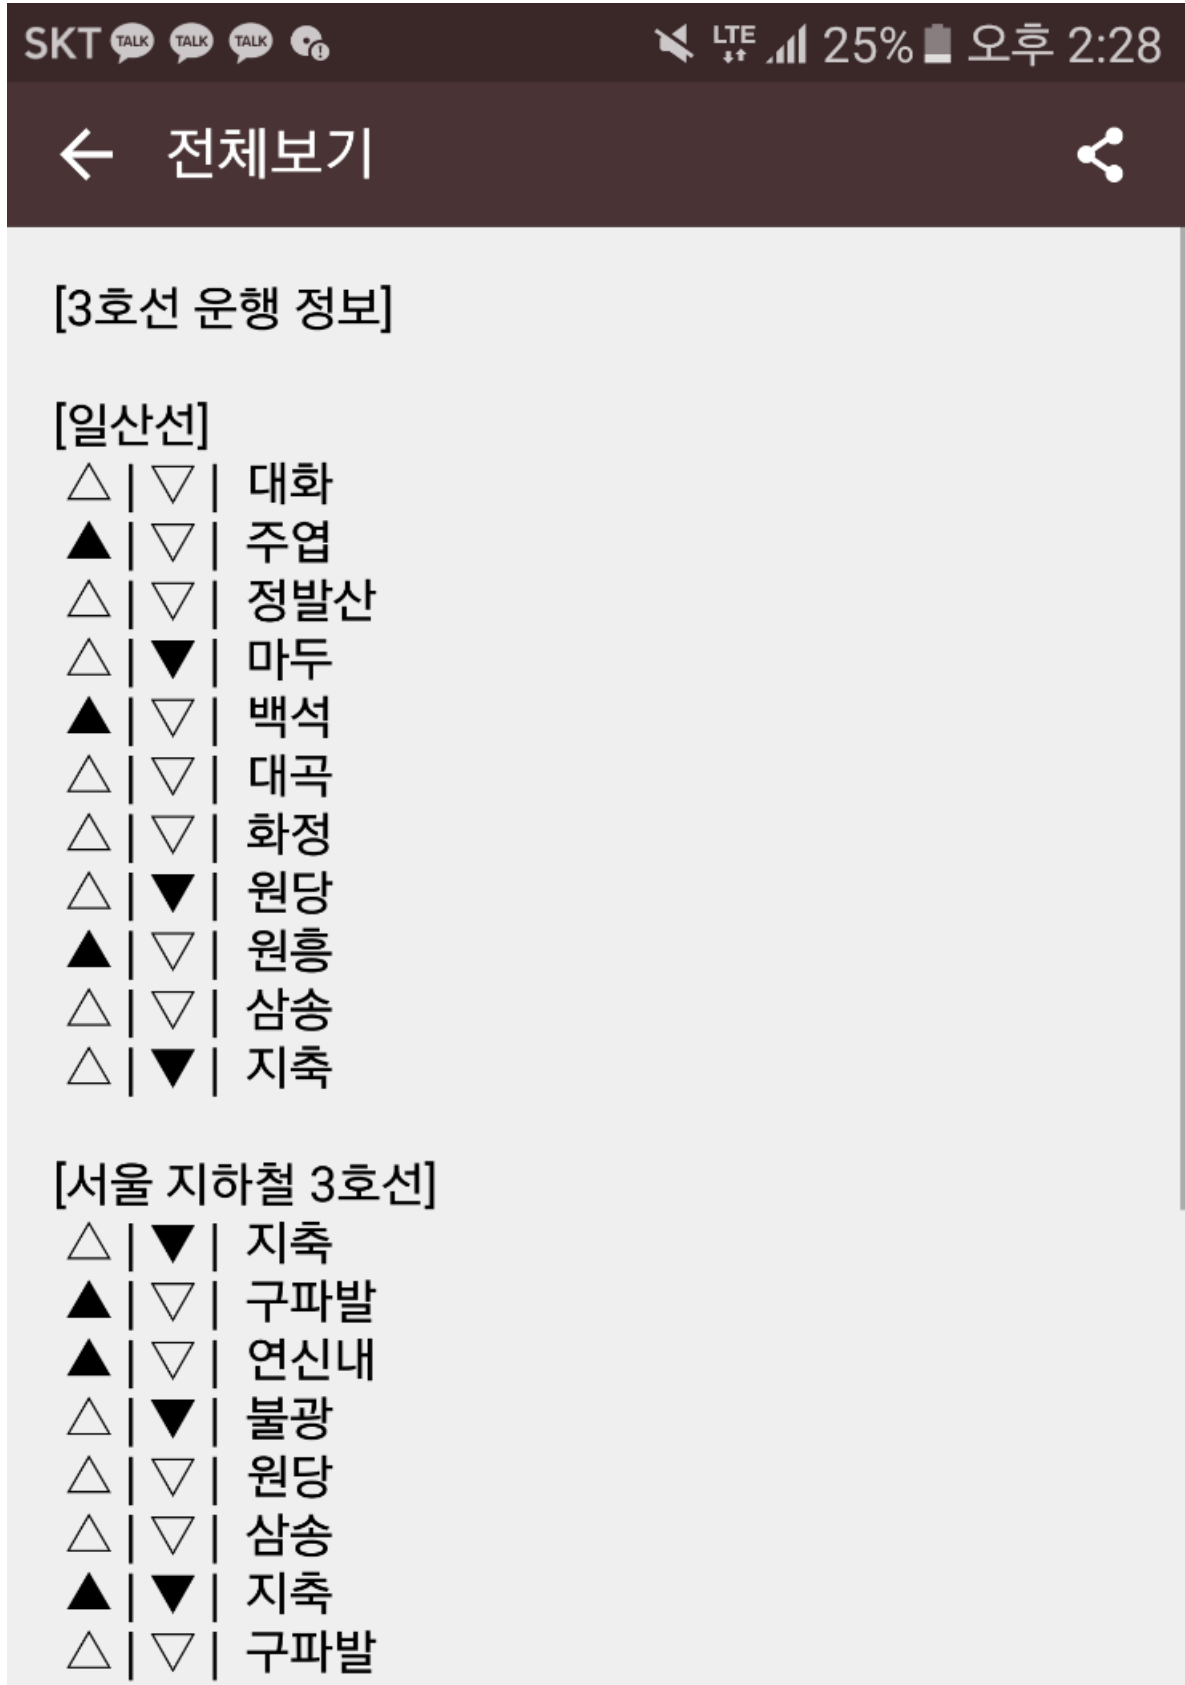 SKT TALK TALK TALK LTE 25% 오후 2:28
전체보기
[3호선 운행 정보]
[일산선]
△ | ▽ | 대화
▲ | ▽ | 주엽
△ | ▽ | 정발산
△ | ▼ | 마두
▲ | ▽ | 백석
△ | ▽ | 대곡
△ | ▽ | 화정
△ | ▼ | 원당
▲ | ▽ | 원흥
△ | ▽ | 삼송
△ | ▼ | 지축
[서울 지하철 3호선]
△ | ▼ | 지축
▲ | ▽ | 구파발
▲ | ▽ | 연신내
△ | ▼ | 불광
△ | ▽ | 원당
△ | ▽ | 삼송
▲ | ▼ | 지축
△ | ▽ | 구파발